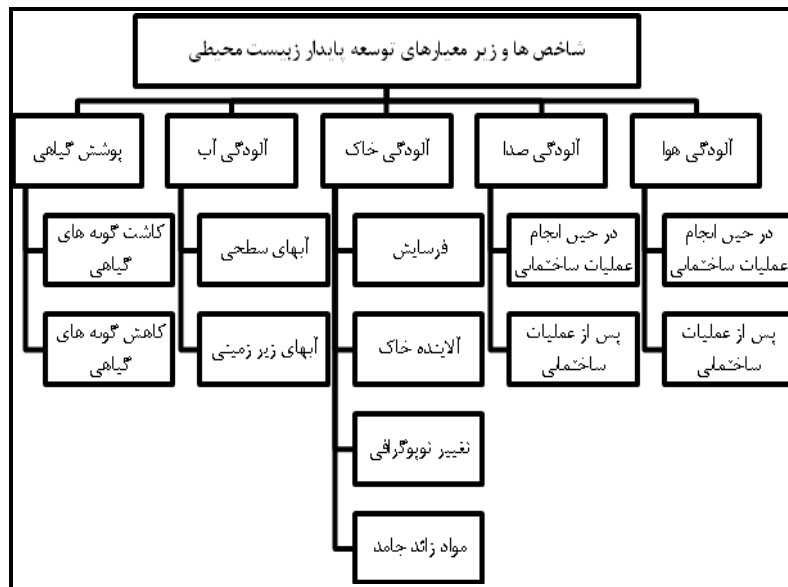 شاخص ها و زیر معیارهای توسعه پایدار زیست محیطی
آلودگی هوا
در حین انجام
عملیات ساختمانی
پس از عملیات
ساختمانی
آلودگی صدا
در حین انجام
عملیات ساختمانی
پس از عملیات
ساختمانی
آلودگی خاک
فرسایش
آلاینده خاک
تغییر توپوگرافی
مواد زائد جامد
آلودگی آب
آبهای سطحی
آبهای زیر زمینی
پوشش گیاهی
کاشت گونه های
گیاهی
کاهش گونه های
گیاهی